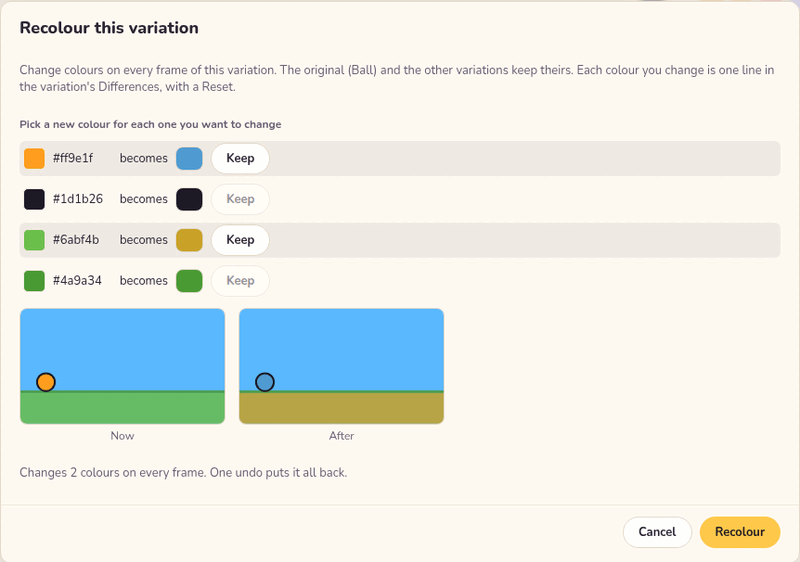 Recolour this variation
Change colours on every frame of this variation. The original (Ball) and the other variations keep theirs. Each colour you change is one line in
the variation's Differences, with a Reset.
Pick a new colour for each one you want to change
#ff9e1f becomes Keep
#1d1b26 becomes Keep
#6abf4b becomes Keep
#4a9a34 becomes Keep
Now After
Changes 2 colours on every frame. One undo puts it all back.
Cancel Recolour